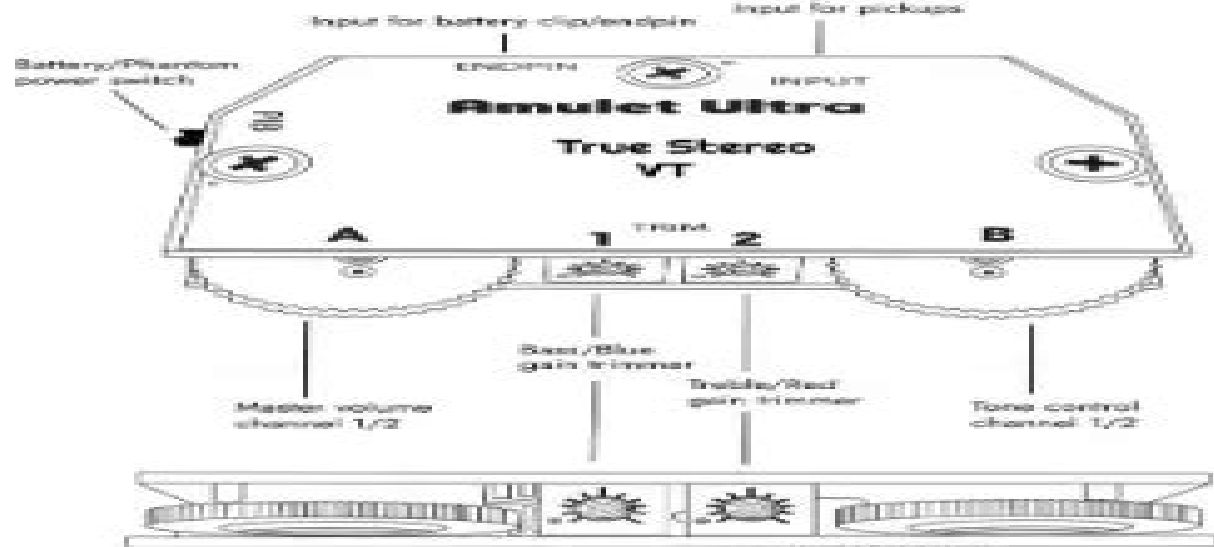 Input for battery clip/endpin
Input for pickups
Battery/Phantom
power switch
ENDPIN
INPUT
Amulet Ultra
True Stereo
VT
A
1
TRIM
2
B
Bass/Blue
gain trimmer
Treble/Red
gain trimmer
Master volume
channel 1/2
Tone control
channel 1/2